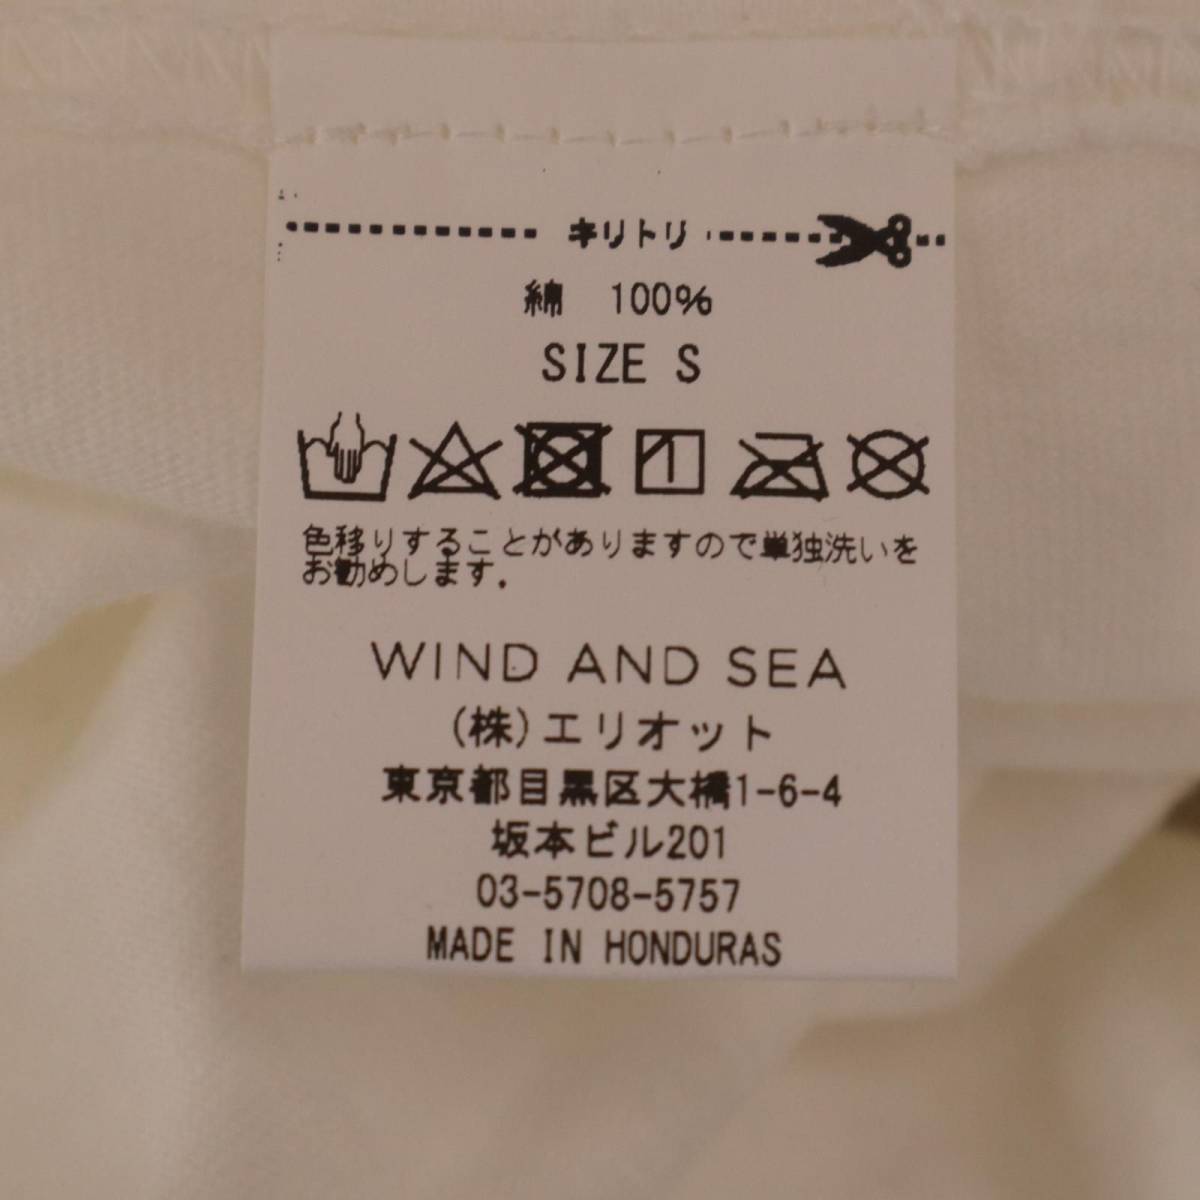 キリトリ
綿 100%
SIZE S
色移りすることがありますので単独洗いを
お勧めします.
WIND AND SEA
(株)エリオット
東京都目黒区大橋1-6-4
坂本ビル201
03-5708-5757
MADE IN HONDURAS